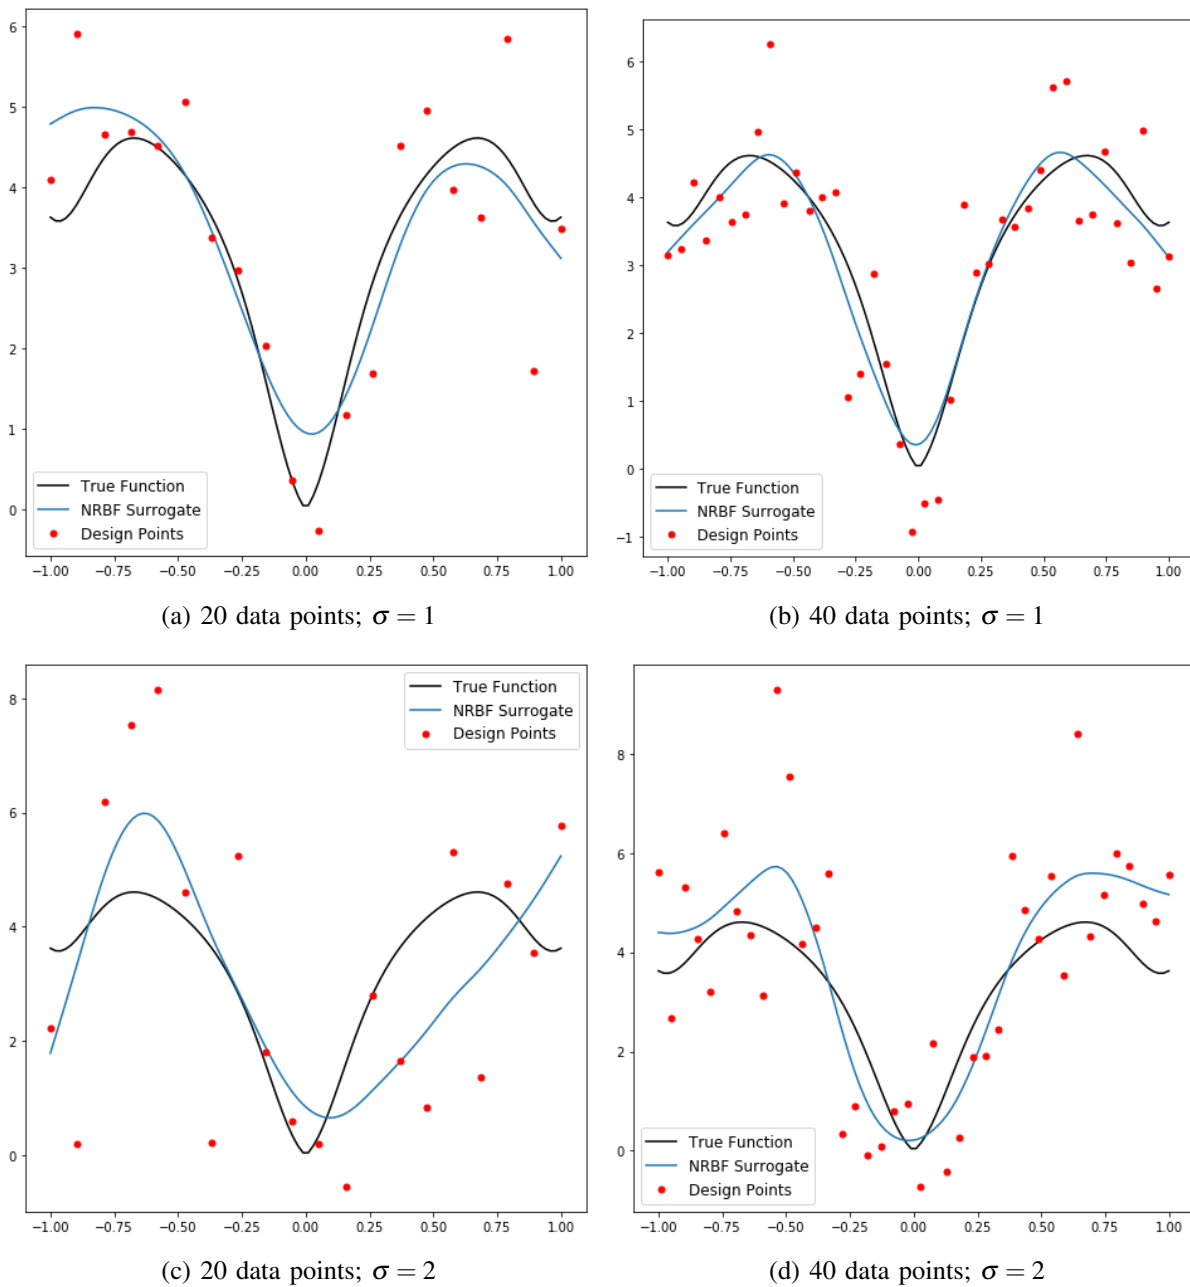 6
5
4
3
2
1
0
True Function
NRBF Surrogate
Design Points
−1.00 −0.75 −0.50 −0.25 0.00 0.25 0.50 0.75 1.00
(a) 20 data points; σ = 1
6
5
4
3
2
1
0
−1
True Function
NRBF Surrogate
Design Points
−1.00 −0.75 −0.50 −0.25 0.00 0.25 0.50 0.75 1.00
(b) 40 data points; σ = 1
8
6
4
2
0
True Function
NRBF Surrogate
Design Points
−1.00 −0.75 −0.50 −0.25 0.00 0.25 0.50 0.75 1.00
(c) 20 data points; σ = 2
8
6
4
2
0
True Function
NRBF Surrogate
Design Points
−1.00 −0.75 −0.50 −0.25 0.00 0.25 0.50 0.75 1.00
(d) 40 data points; σ = 2